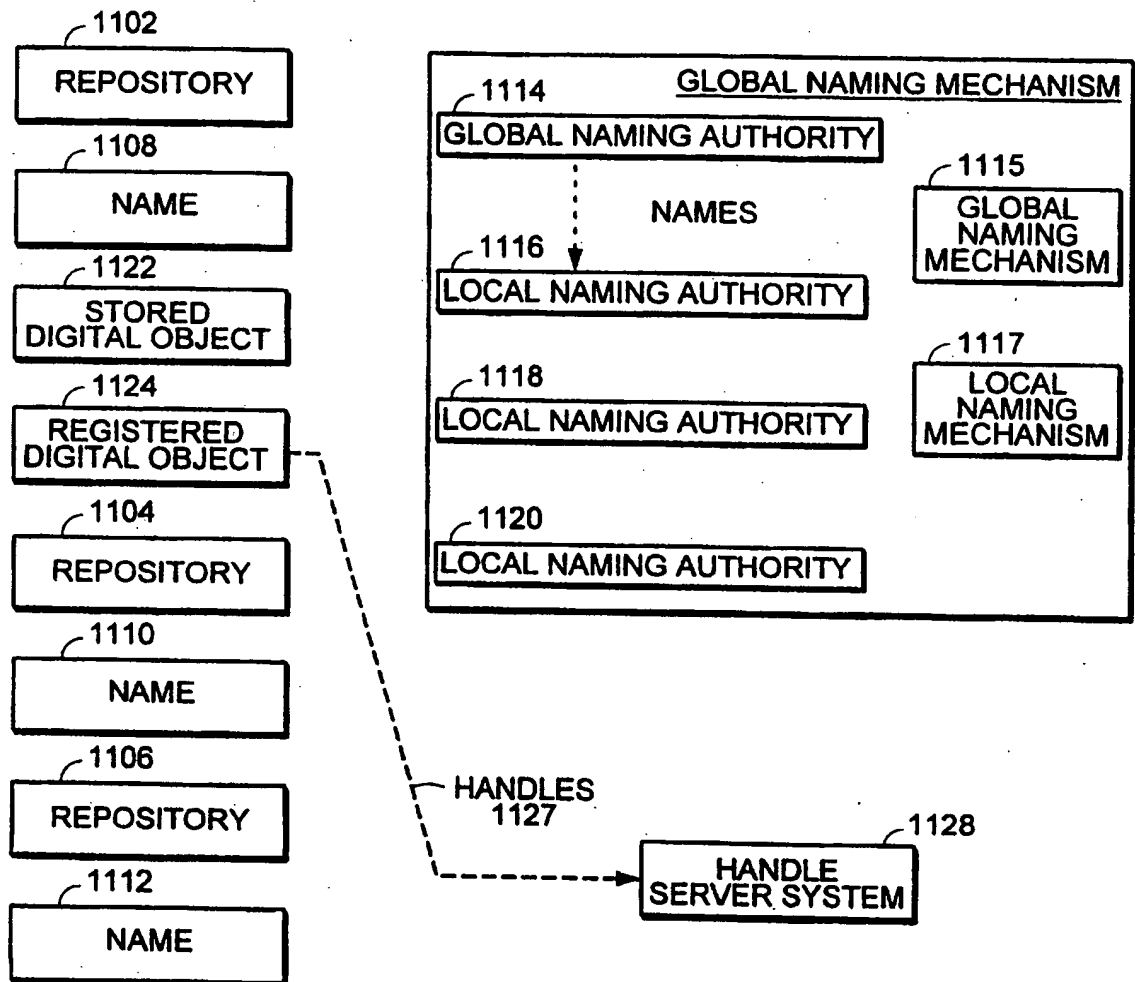 1102
REPOSITORY
1108
NAME
1122
STORED
DIGITAL OBJECT
1124
REGISTERED
DIGITAL OBJECT
1104
REPOSITORY
1110
NAME
1106
REPOSITORY
1112
NAME
GLOBAL NAMING MECHANISM
1114
GLOBAL NAMING AUTHORITY
NAMES
1115
GLOBAL
NAMING
MECHANISM
1116
LOCAL NAMING AUTHORITY
1117
LOCAL
NAMING
MECHANISM
1118
LOCAL NAMING AUTHORITY
1120
LOCAL NAMING AUTHORITY
HANDLES
1127
1128
HANDLE
SERVER SYSTEM